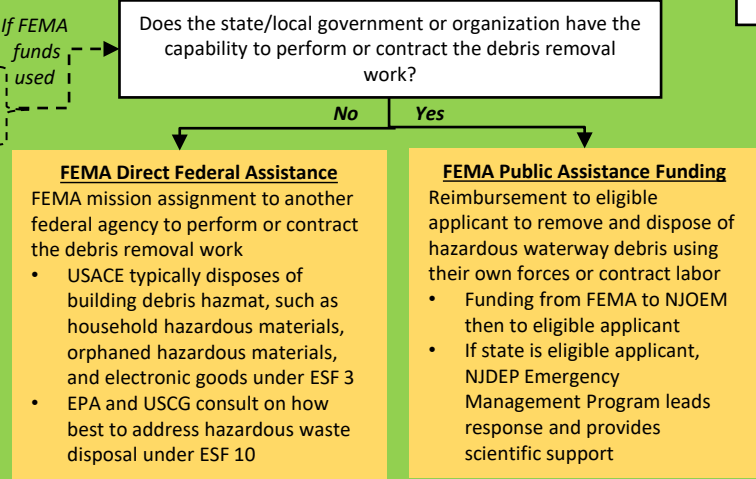 If FEMA
funds
used
Does the state/local government or organization have the
capability to perform or contract the debris removal
work?
No
Yes
FEMA Direct Federal Assistance
FEMA mission assignment to another
federal agency to perform or contract
the debris removal work
• USACE typically disposes of
building debris hazmat, such as
household hazardous materials,
orphaned hazardous materials,
and electronic goods under ESF 3
• EPA and USCG consult on how
best to address hazardous waste
disposal under ESF 10
FEMA Public Assistance Funding
Reimbursement to eligible
applicant to remove and dispose of
hazardous waterway debris using
their own forces or contract labor
• Funding from FEMA to NJOEM
then to eligible applicant
• If state is eligible applicant,
NJDEP Emergency
Management Program leads
response and provides
scientific support